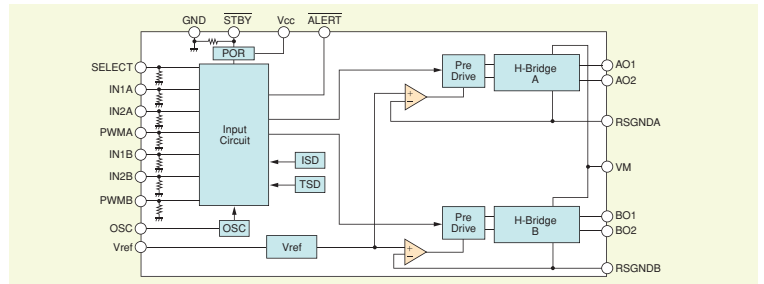 GND STBY Vcc ALERT
POR
SELECT
IN1A
IN2A
PWMA
IN1B
IN2B
PWMB
OSC
Vref
Input
Circuit
ISD
TSD
OSC
Vref
Pre
Drive
H-Bridge
A
+
−
Pre
Drive
H-Bridge
B
+
−
AO1
AO2
RSGNDA
VM
BO1
BO2
RSGNDB